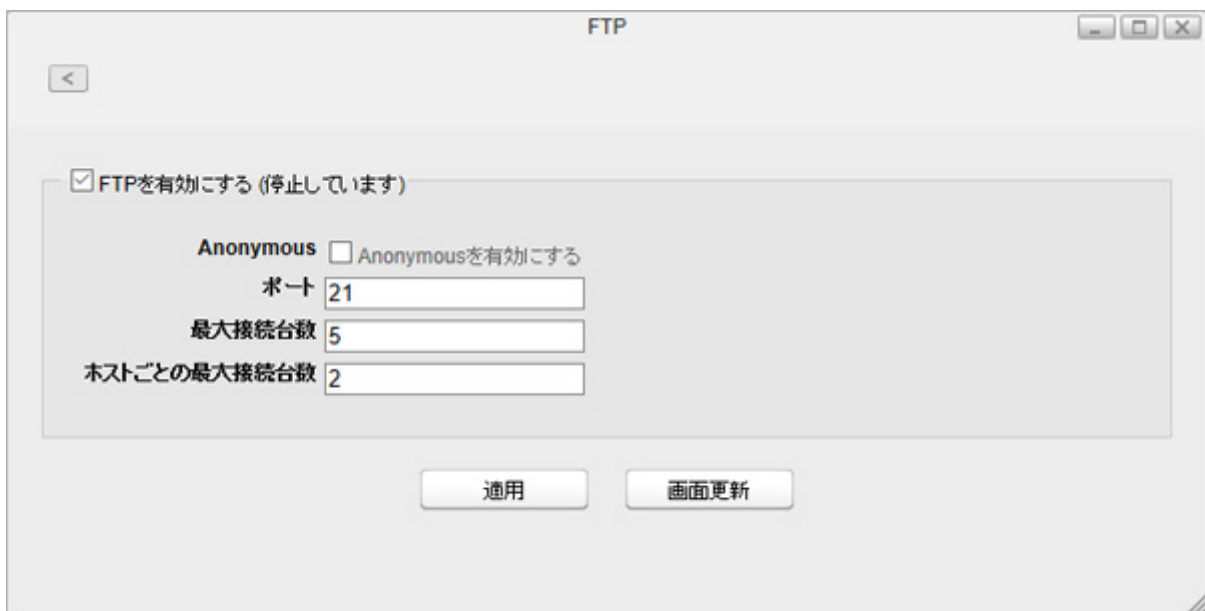 FTP
<
FTPを有効にする (停止しています)
Anonymous Anonymousを有効にする
ポート 21
最大接続台数 5
ホストごとの最大接続台数 2
適用 画面更新